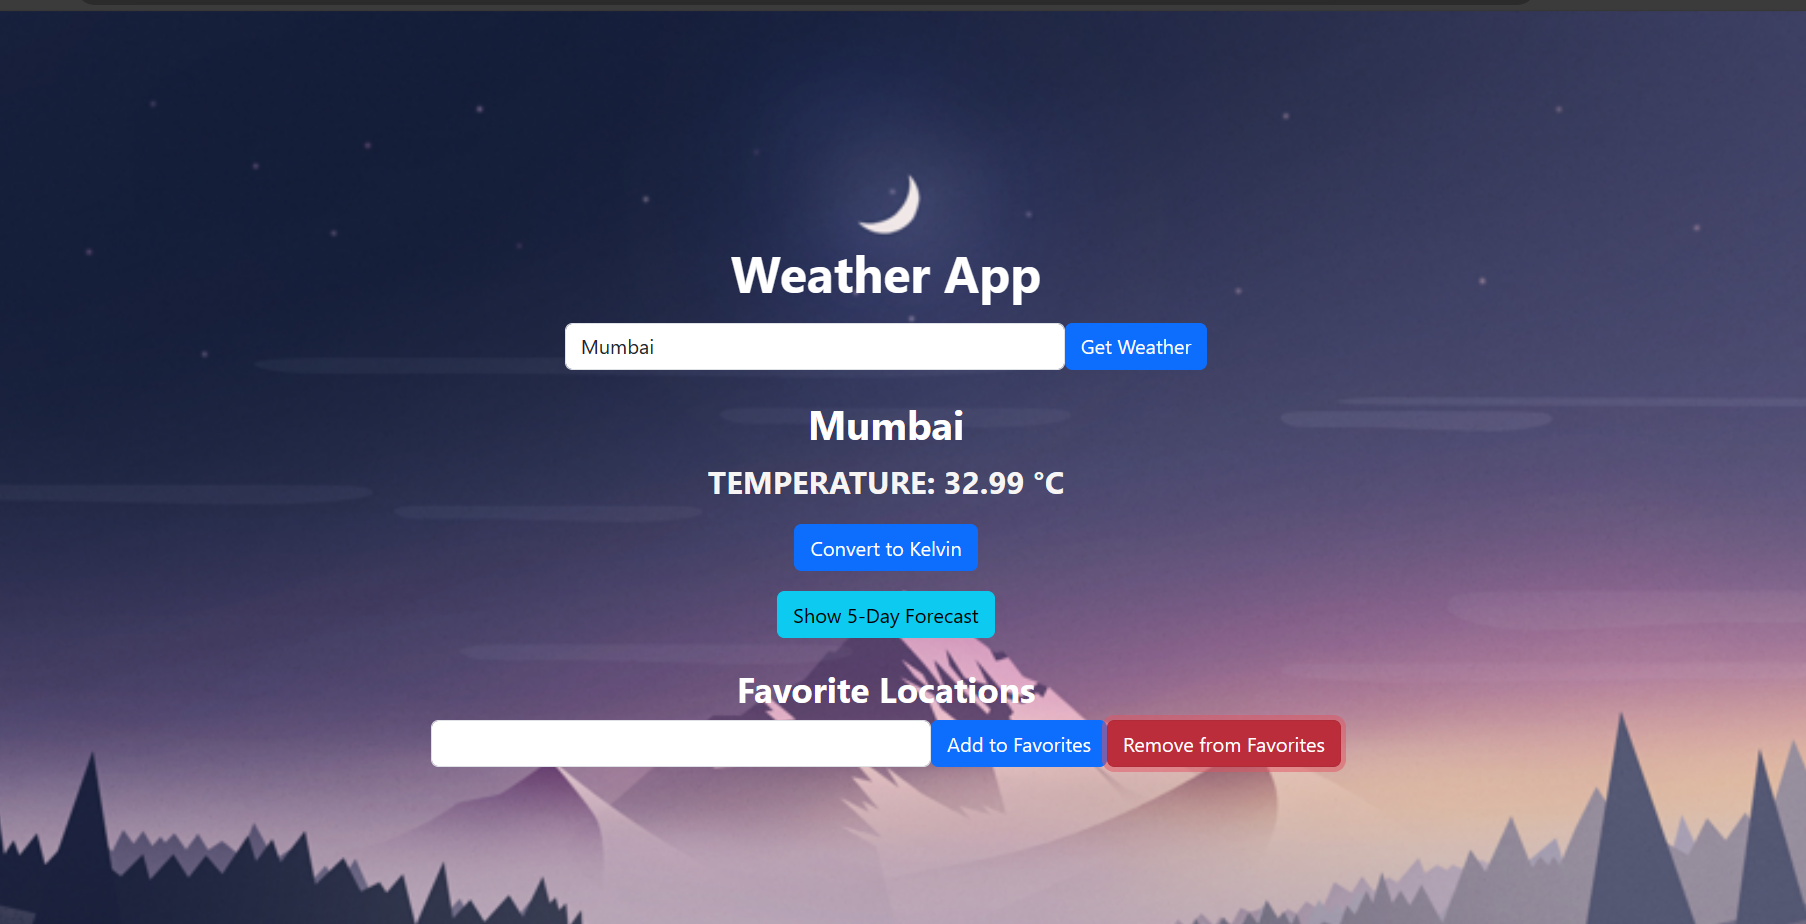 Weather App
Mumbai Get Weather
Mumbai
TEMPERATURE: 32.99 °C
Convert to Kelvin
Show 5-Day Forecast
Favorite Locations
Add to Favorites Remove from Favorites